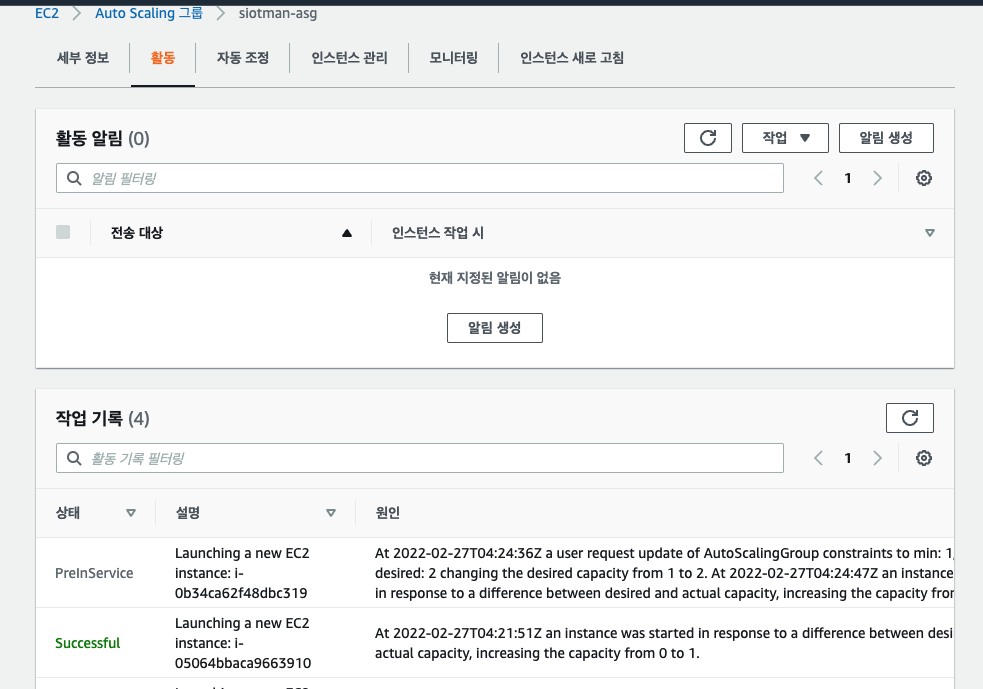 EC2 > Auto Scaling 그룹 > siotman-asg
세부 정보 활동 자동 조정 인스턴스 관리 모니터링 인스턴스 새로 고침
활동 알림 (0) 작업 알림 생성
알림 필터링 1
전송 대상 인스턴스 작업 시
현재 지정된 알림이 없음
알림 생성
작업 기록 (4)
활동 기록 필터링 1
상태 설명 원인
PreInService
Launching a new EC2
instance: i-
0b34ca62f48dbc319
At 2022-02-27T04:24:36Z a user request update of AutoScalingGroup constraints to min: 1,
desired: 2 changing the desired capacity from 1 to 2. At 2022-02-27T04:24:47Z an instance
in response to a difference between desired and actual capacity, increasing the capacity
Successful
Launching a new EC2
instance: i-
05064bbaca9663910
At 2022-02-27T04:21:51Z an instance was started in response to a difference between
actual capacity, increasing the capacity from 0 to 1.